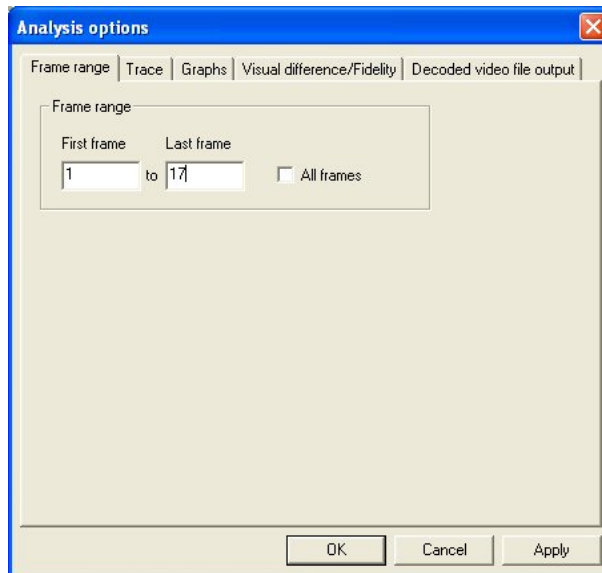 Analysis options
Frame range Trace Graphs Visual difference/Fidelity Decoded video file output
Frame range
First frame Last frame
1 to 17 All frames
OK Cancel Apply